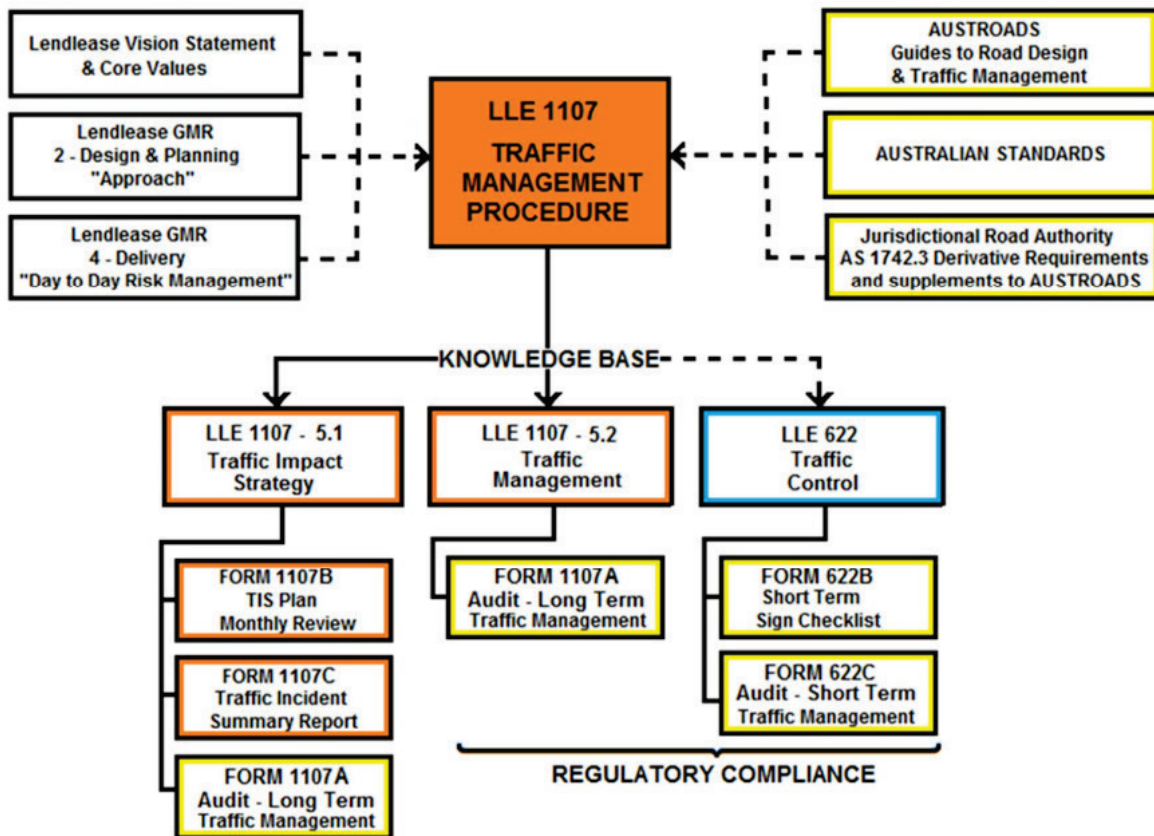 Lendlease Vision Statement
& Core Values
Lendlease GMR
2 - Design & Planning
"Approach"
Lendlease GMR
4 - Delivery
"Day to Day Risk Management"
LLE 1107
TRAFFIC
MANAGEMENT
PROCEDURE
AUSTROADS
Guides to Road Design
& Traffic Management
AUSTRALIAN STANDARDS
Jurisdictional Road Authority
AS 1742.3 Derivative Requirements
and supplements to AUSTROADS
KNOWLEDGE BASE
LLE 1107 - 5.1
Traffic Impact
Strategy
FORM 1107B
TIS Plan
Monthly Review
FORM 1107C
Traffic Incident
Summary Report
FORM 1107A
Audit - Long Term
Traffic Management
LLE 1107 - 5.2
Traffic
Management
FORM 1107A
Audit - Long Term
Traffic Management
LLE 622
Traffic
Control
FORM 622B
Short Term
Sign Checklist
FORM 622C
Audit - Short Term
Traffic Management
REGULATORY COMPLIANCE